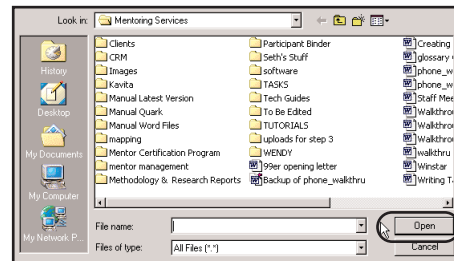 Look in: Mentoring Services
History
Desktop
My Documents
My Computer
My Network P...
Clients
CRM
Images
Kavita
Manual Latest Version
Manual Quark
Manual Word Files
mapping
Mentor Certification Program
mentor management
Methodology & Research Reports
Participant Binder
Seth's Stuff
software
TASKS
Tech Guides
To Be Edited
TUTORIALS
uploads for step 3
WENDY
99er opening letter
Backup of phone_walkthru
Creating
glossary
phone_w
phone_w
Staff Mee
Walkthrou
Walkthrou
Walkthrou
walkthru
Winstar
Writing T
File name:
Open
Files of type: All Files (*.*)
Cancel